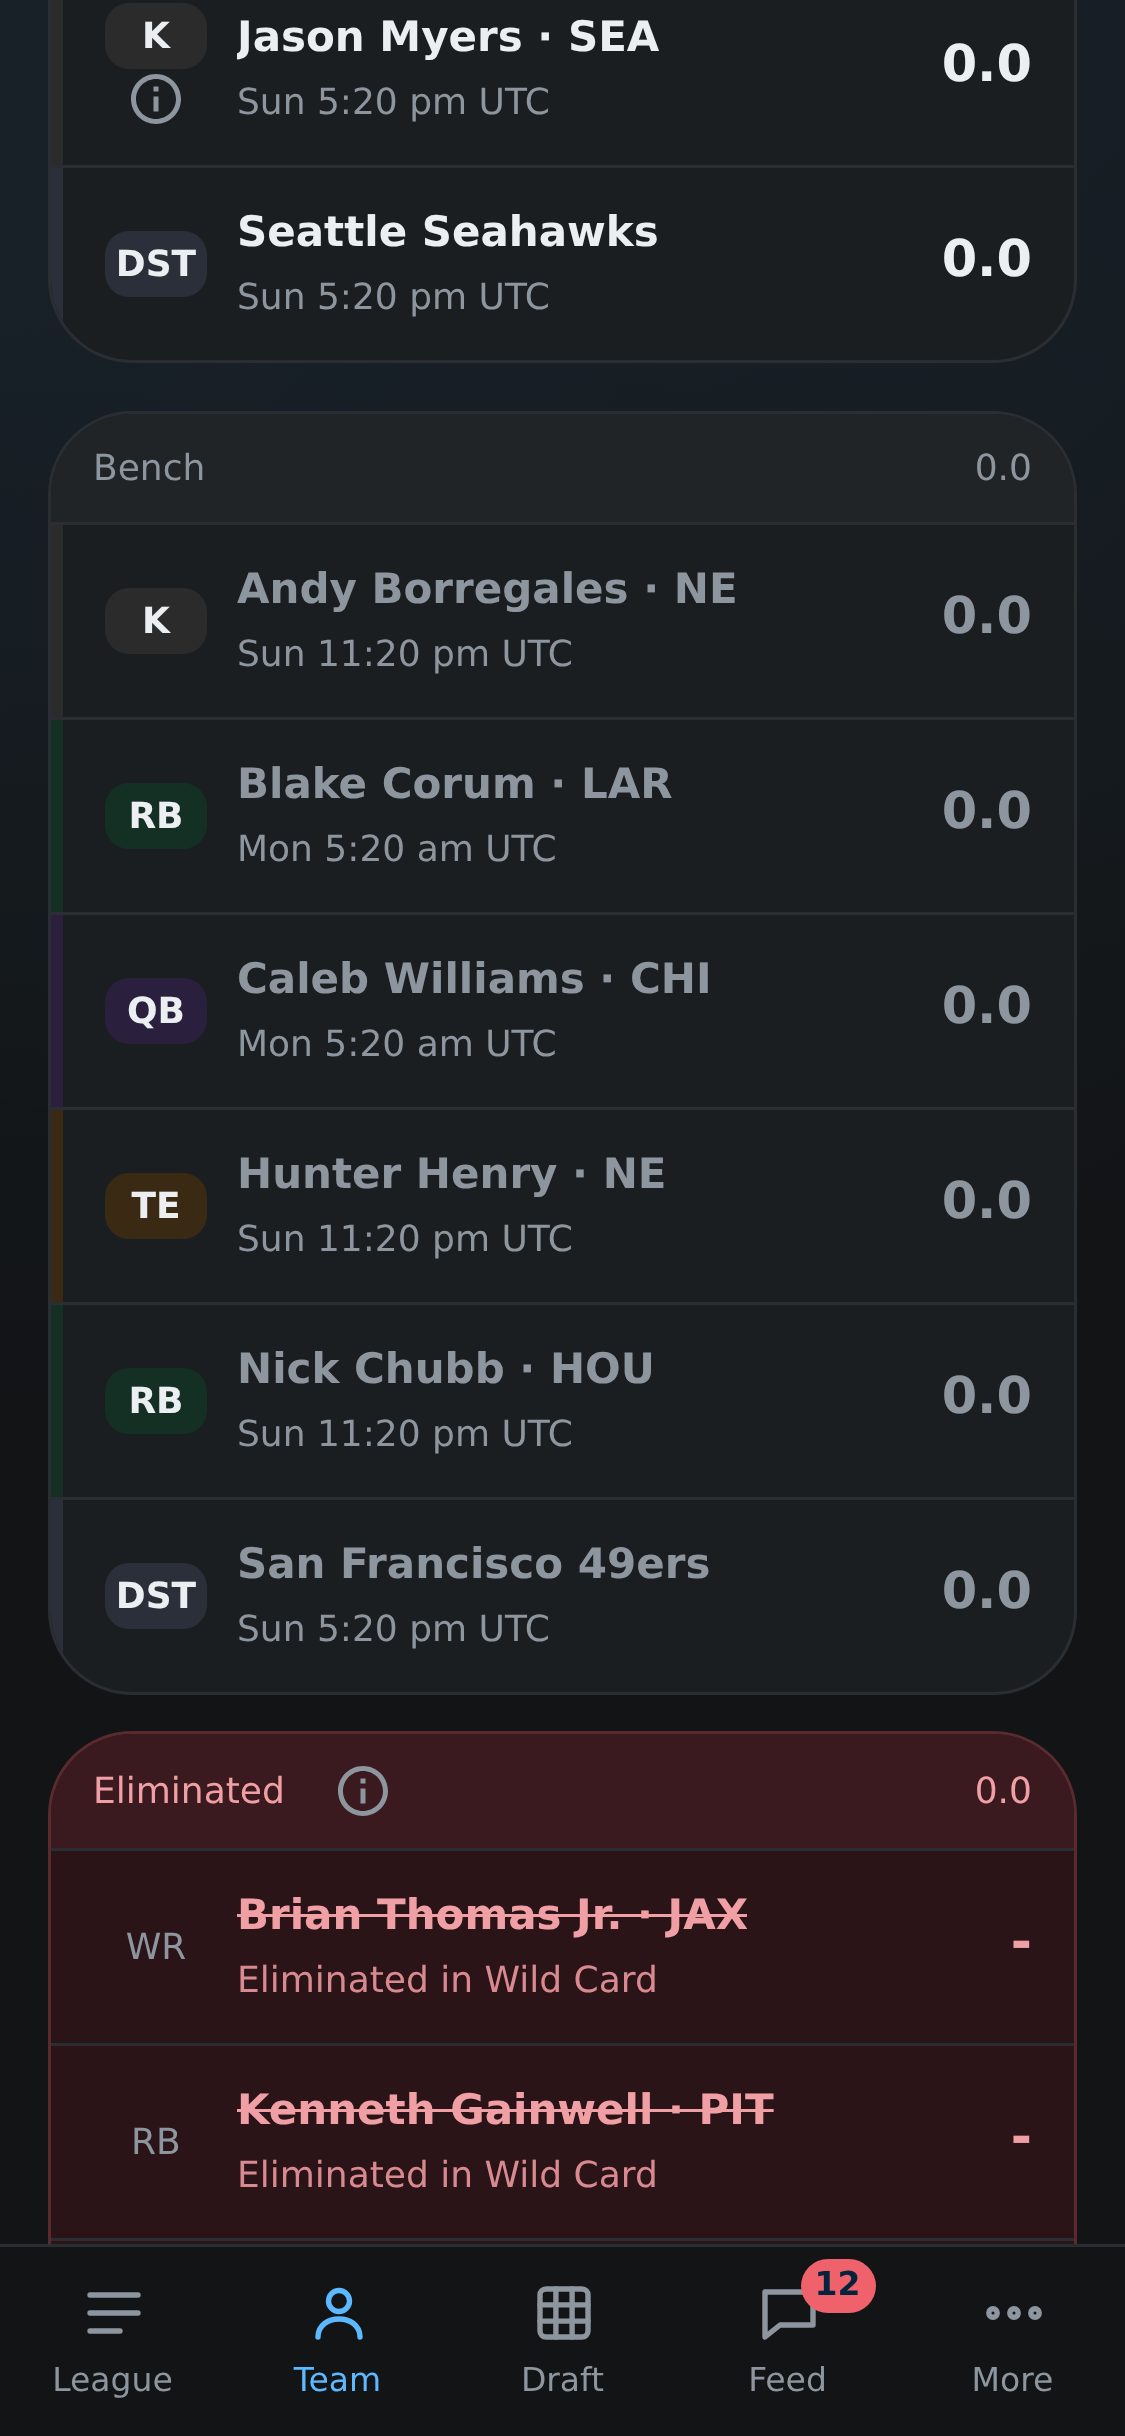 K
Jason Myers · SEA
Sun 5:20 pm UTC
0.0
DST
Seattle Seahawks
Sun 5:20 pm UTC
0.0
Bench
0.0
K
Andy Borregales · NE
Sun 11:20 pm UTC
0.0
RB
Blake Corum · LAR
Mon 5:20 am UTC
0.0
QB
Caleb Williams · CHI
Mon 5:20 am UTC
0.0
TE
Hunter Henry · NE
Sun 11:20 pm UTC
0.0
RB
Nick Chubb · HOU
Sun 11:20 pm UTC
0.0
DST
San Francisco 49ers
Sun 5:20 pm UTC
0.0
Eliminated
0.0
WR
Brian Thomas Jr. · JAX
Eliminated in Wild Card
-
RB
Kenneth Gainwell · PIT
Eliminated in Wild Card
-
12
League
Team
Draft
Feed
More